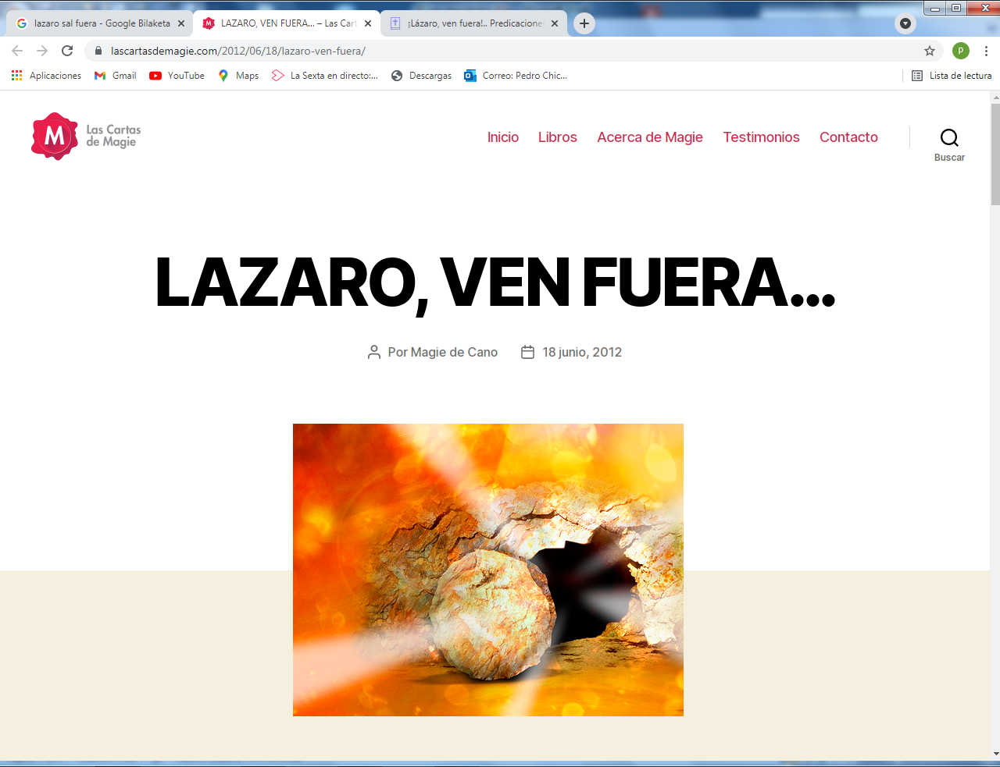 lazaro sal fuera - Google Bilaketa
LAZARO, VEN FUERA... – Las Cart
¡Lázaro, ven fuera!.. Predicacione
lascartasdemagie.com/2012/06/18/lazaro-ven-fuera/
p
Aplicaciones Gmail YouTube Maps La Sexta en directo:... Descargas Correo: Pedro Chic... Lista de lectura
M
Las Cartas
de Magie
Inicio Libros Acerca de Magie Testimonios Contacto
Buscar
LAZARO, VEN FUERA...
Por Magie de Cano 18 junio, 2012